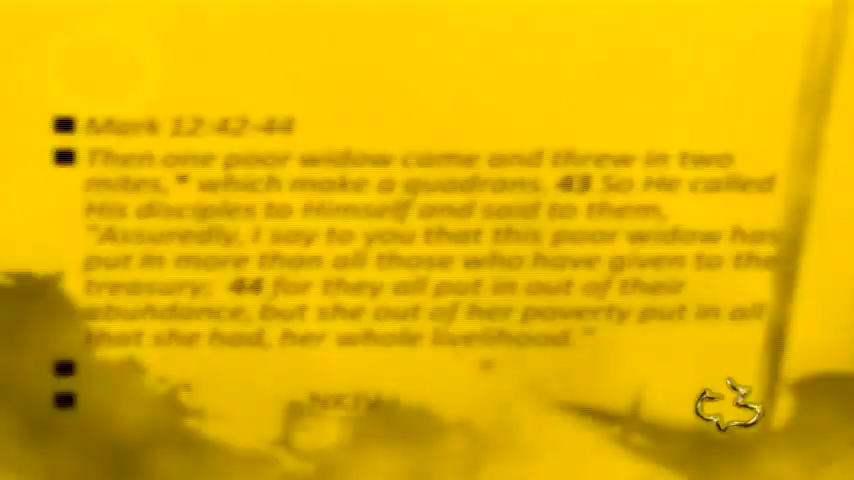 Mark 12:42-44
Then one poor widow came and threw in two
mites,* which make a quadrans. 43 So He called
His disciples to Himself and said to them,
"Assuredly, I say to you that this poor widow has
put in more than all those who have given to the
treasury; 44 for they all put in out of their
abundance, but she out of her poverty put in all
that she had, her whole livelihood."
NKJV